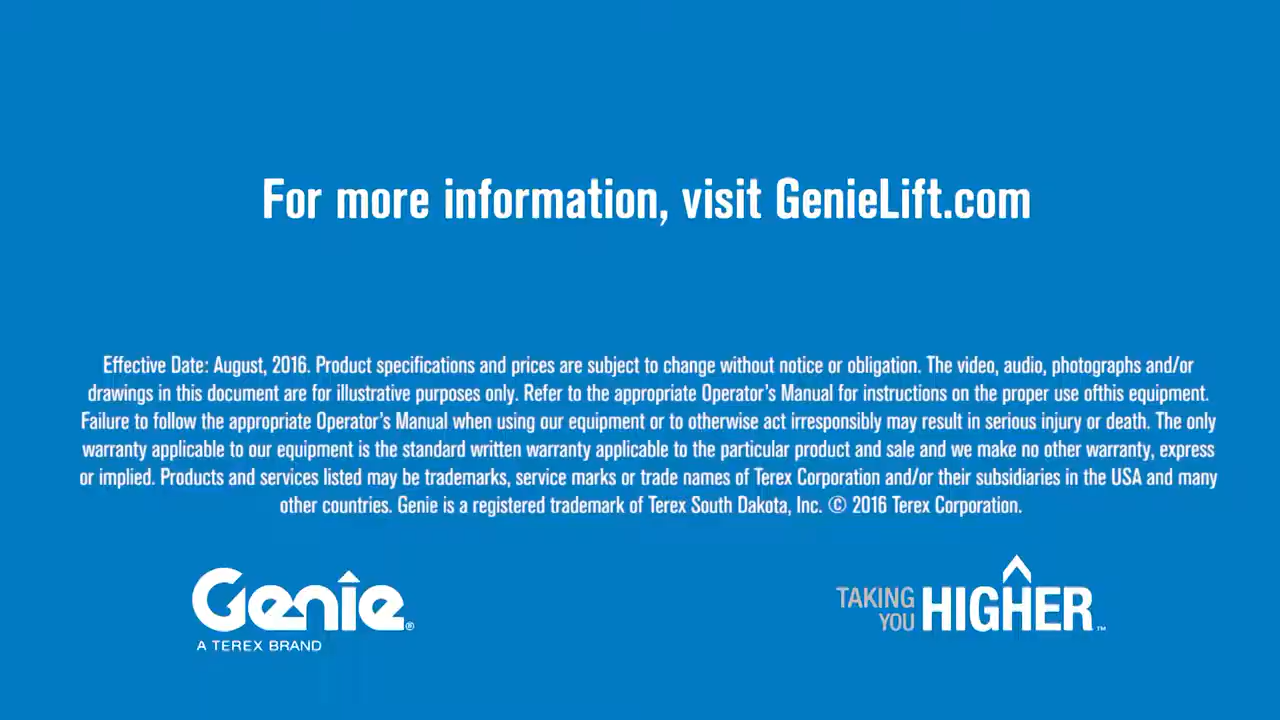 For more information, visit GenieLift.com
Effective Date: August, 2016. Product specifications and prices are subject to change without notice or obligation. The video, audio, photographs and/or
drawings in this document are for illustrative purposes only. Refer to the appropriate Operator's Manual for instructions on the proper use ofthis equipment.
Failure to follow the appropriate Operator's Manual when using our equipment or to otherwise act irresponsibly may result in serious injury or death. The only
warranty applicable to our equipment is the standard written warranty applicable to the particular product and sale and we make no other warranty, express
or implied. Products and services listed may be trademarks, service marks or trade names of Terex Corporation and/or their subsidiaries in the USA and many
other countries. Genie is a registered trademark of Terex South Dakota, Inc. © 2016 Terex Corporation.
Genie®
A TEREX BRAND
TAKING YOU HIGHER™